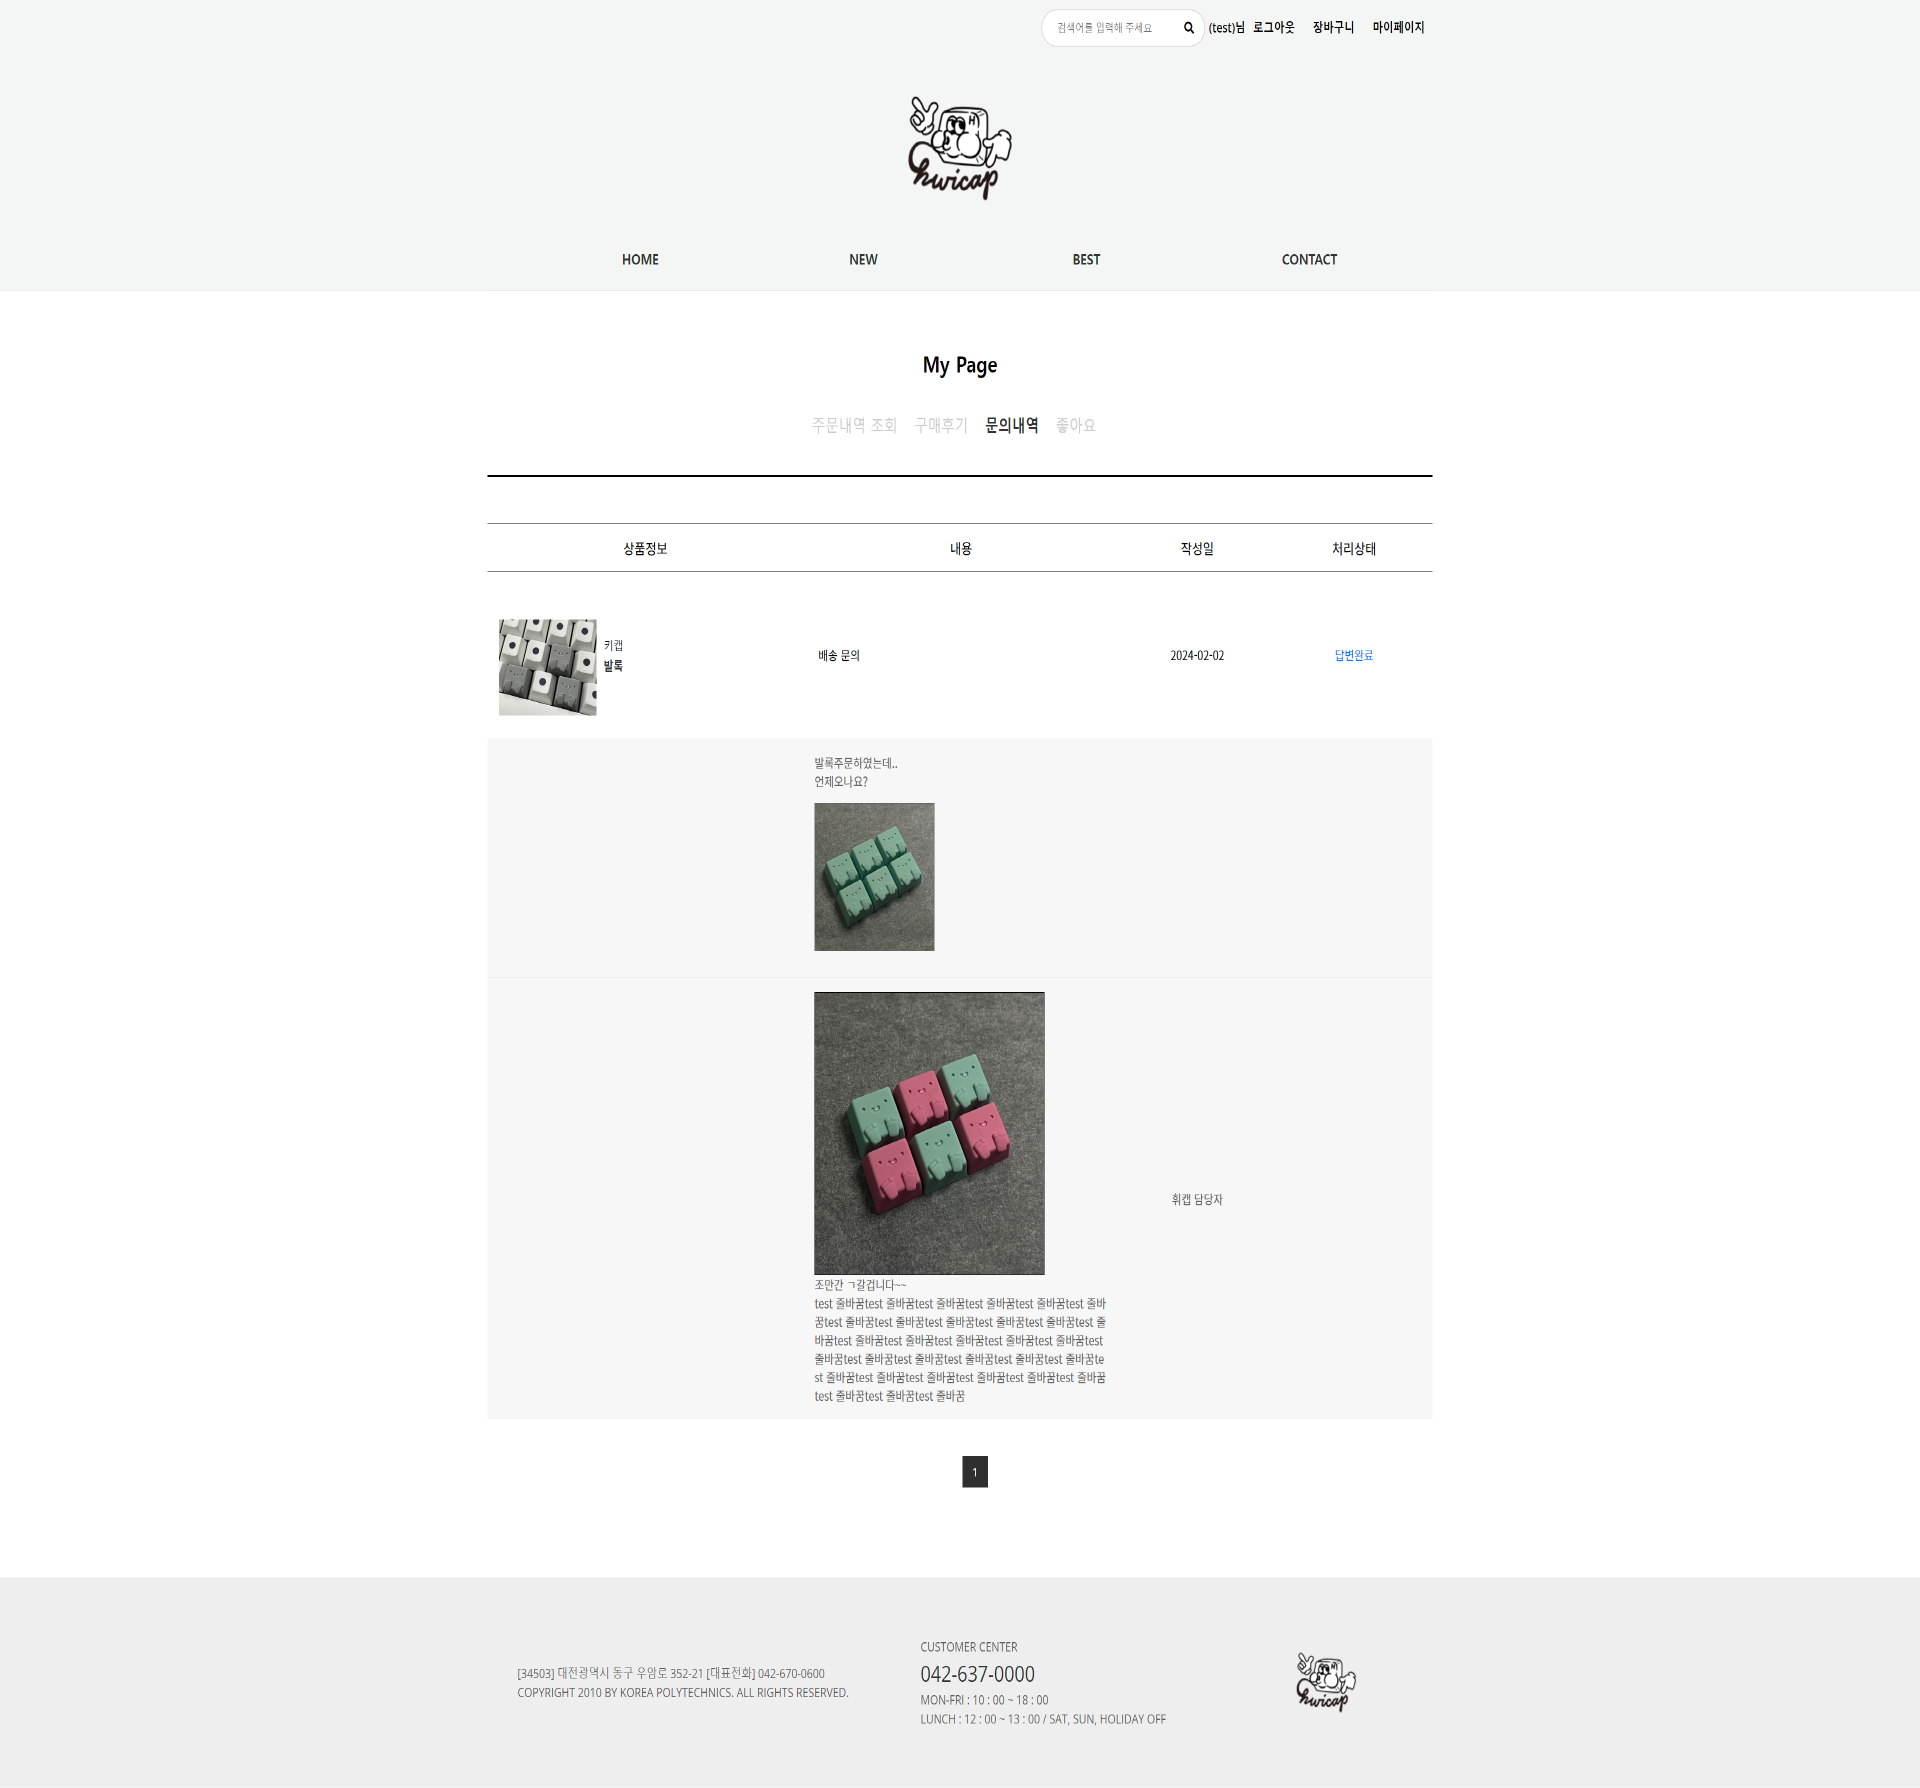 검색어를 입력해 주세요 (test)님 로그아웃 장바구니 마이페이지
H
hwicap
HOME NEW BEST CONTACT
My Page
주문내역 조회 구매후기 문의내역 좋아요
상품정보 내용 작성일 처리상태
키캡
발록
배송 문의 2024-02-02 답변완료
발록주문하였는데..
언제오나요?
휘캡 담당자
조만간 ㄱ갈겁니다~~
test 줄바꿈test 줄바꿈test 줄바꿈test 줄바꿈test 줄바꿈test 줄바
꿈test 줄바꿈test 줄바꿈test 줄바꿈test 줄바꿈test 줄바꿈test 줄
바꿈test 줄바꿈test 줄바꿈test 줄바꿈test 줄바꿈test 줄바꿈test
줄바꿈test 줄바꿈test 줄바꿈test 줄바꿈test 줄바꿈test 줄바꿈te
st 줄바꿈test 줄바꿈test 줄바꿈test 줄바꿈test 줄바꿈test 줄바꿈
test 줄바꿈test 줄바꿈test 줄바꿈
1
[34503] 대전광역시 동구 우암로 352-21 [대표전화] 042-670-0600
COPYRIGHT 2010 BY KOREA POLYTECHNICS. ALL RIGHTS RESERVED.
CUSTOMER CENTER
042-637-0000
MON-FRI : 10 : 00 ~ 18 : 00
LUNCH : 12 : 00 ~ 13 : 00 / SAT, SUN, HOLIDAY OFF
H
hwicap